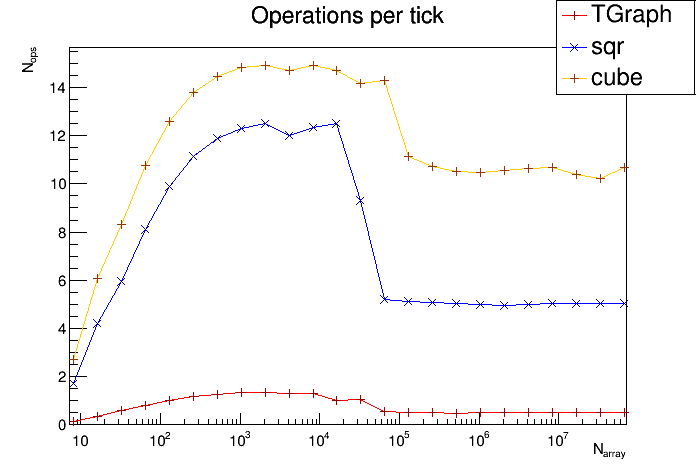 Operations per tick
TGraph
sqr
cube
Nops
14
12
10
8
6
4
2
0
10
10²
10³
10⁴
10⁵
10⁶
10⁷
Narray